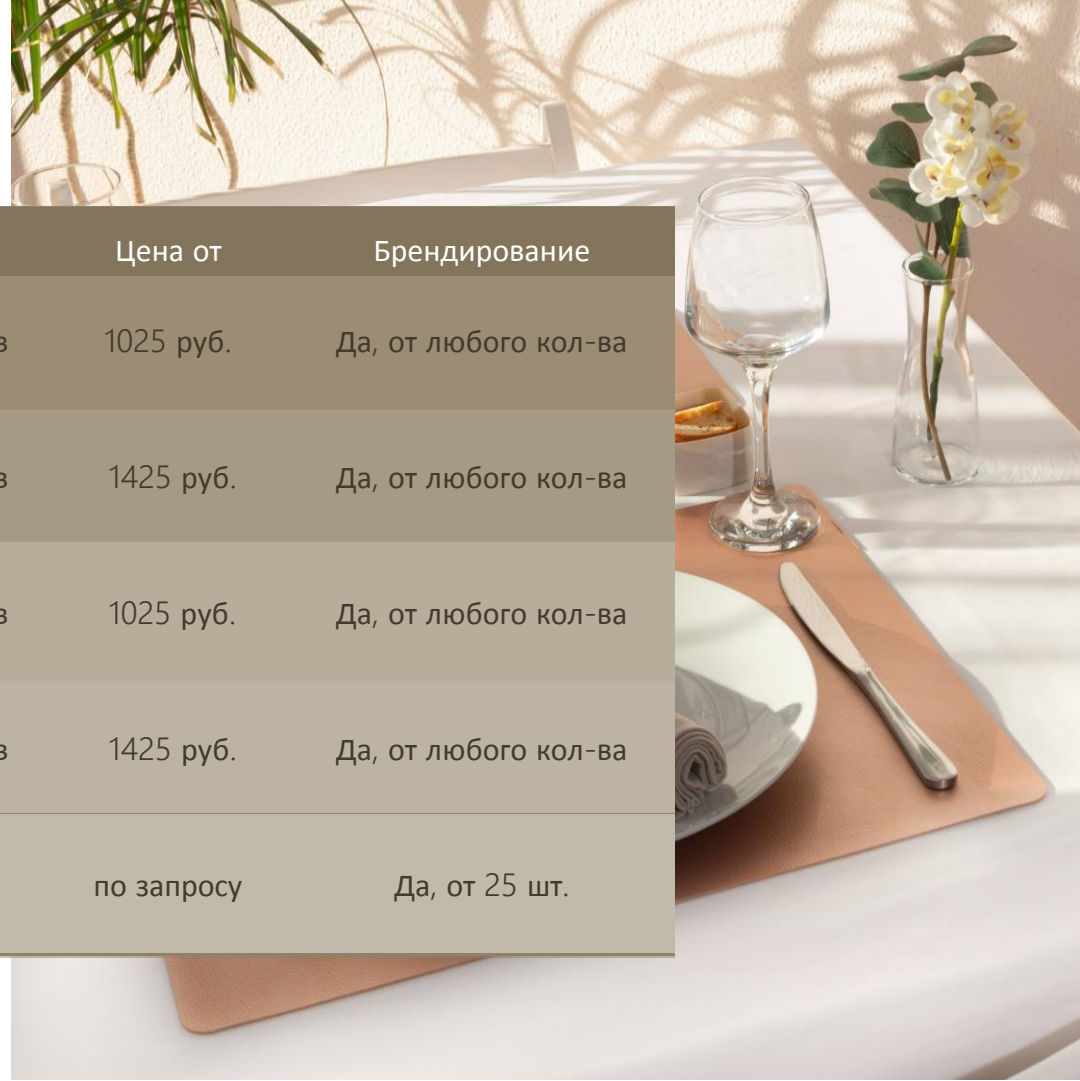 Цена от Брендирование
в 1025 руб. Да, от любого кол-ва
в 1425 руб. Да, от любого кол-ва
в 1025 руб. Да, от любого кол-ва
в 1425 руб. Да, от любого кол-ва
по запросу Да, от 25 шт.